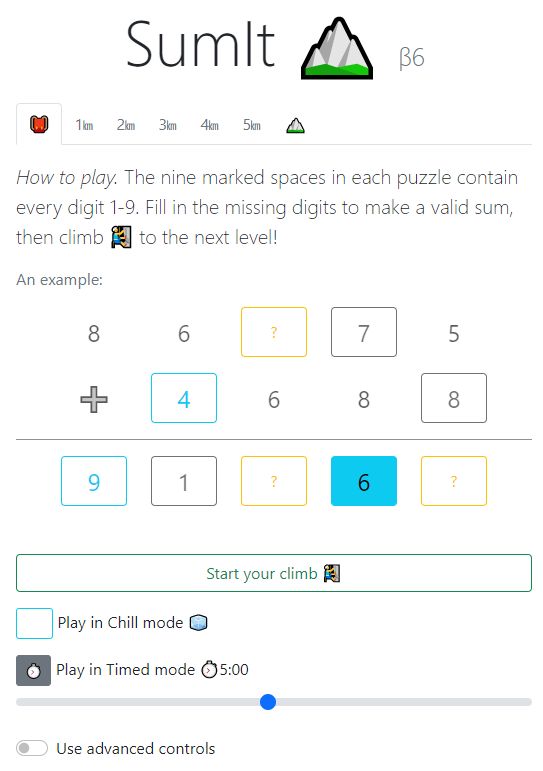 SumIt β6
1㎞ 2㎞ 3㎞ 4㎞ 5㎞
How to play. The nine marked spaces in each puzzle contain
every digit 1-9. Fill in the missing digits to make a valid sum,
then climb 🧗 to the next level!
An example:
8 6 ? 7 5
+ 4 6 8 8
9 1 ? 6 ?
Start your climb 🧗
Play in Chill mode 🧊
Play in Timed mode ⏱5:00
Use advanced controls